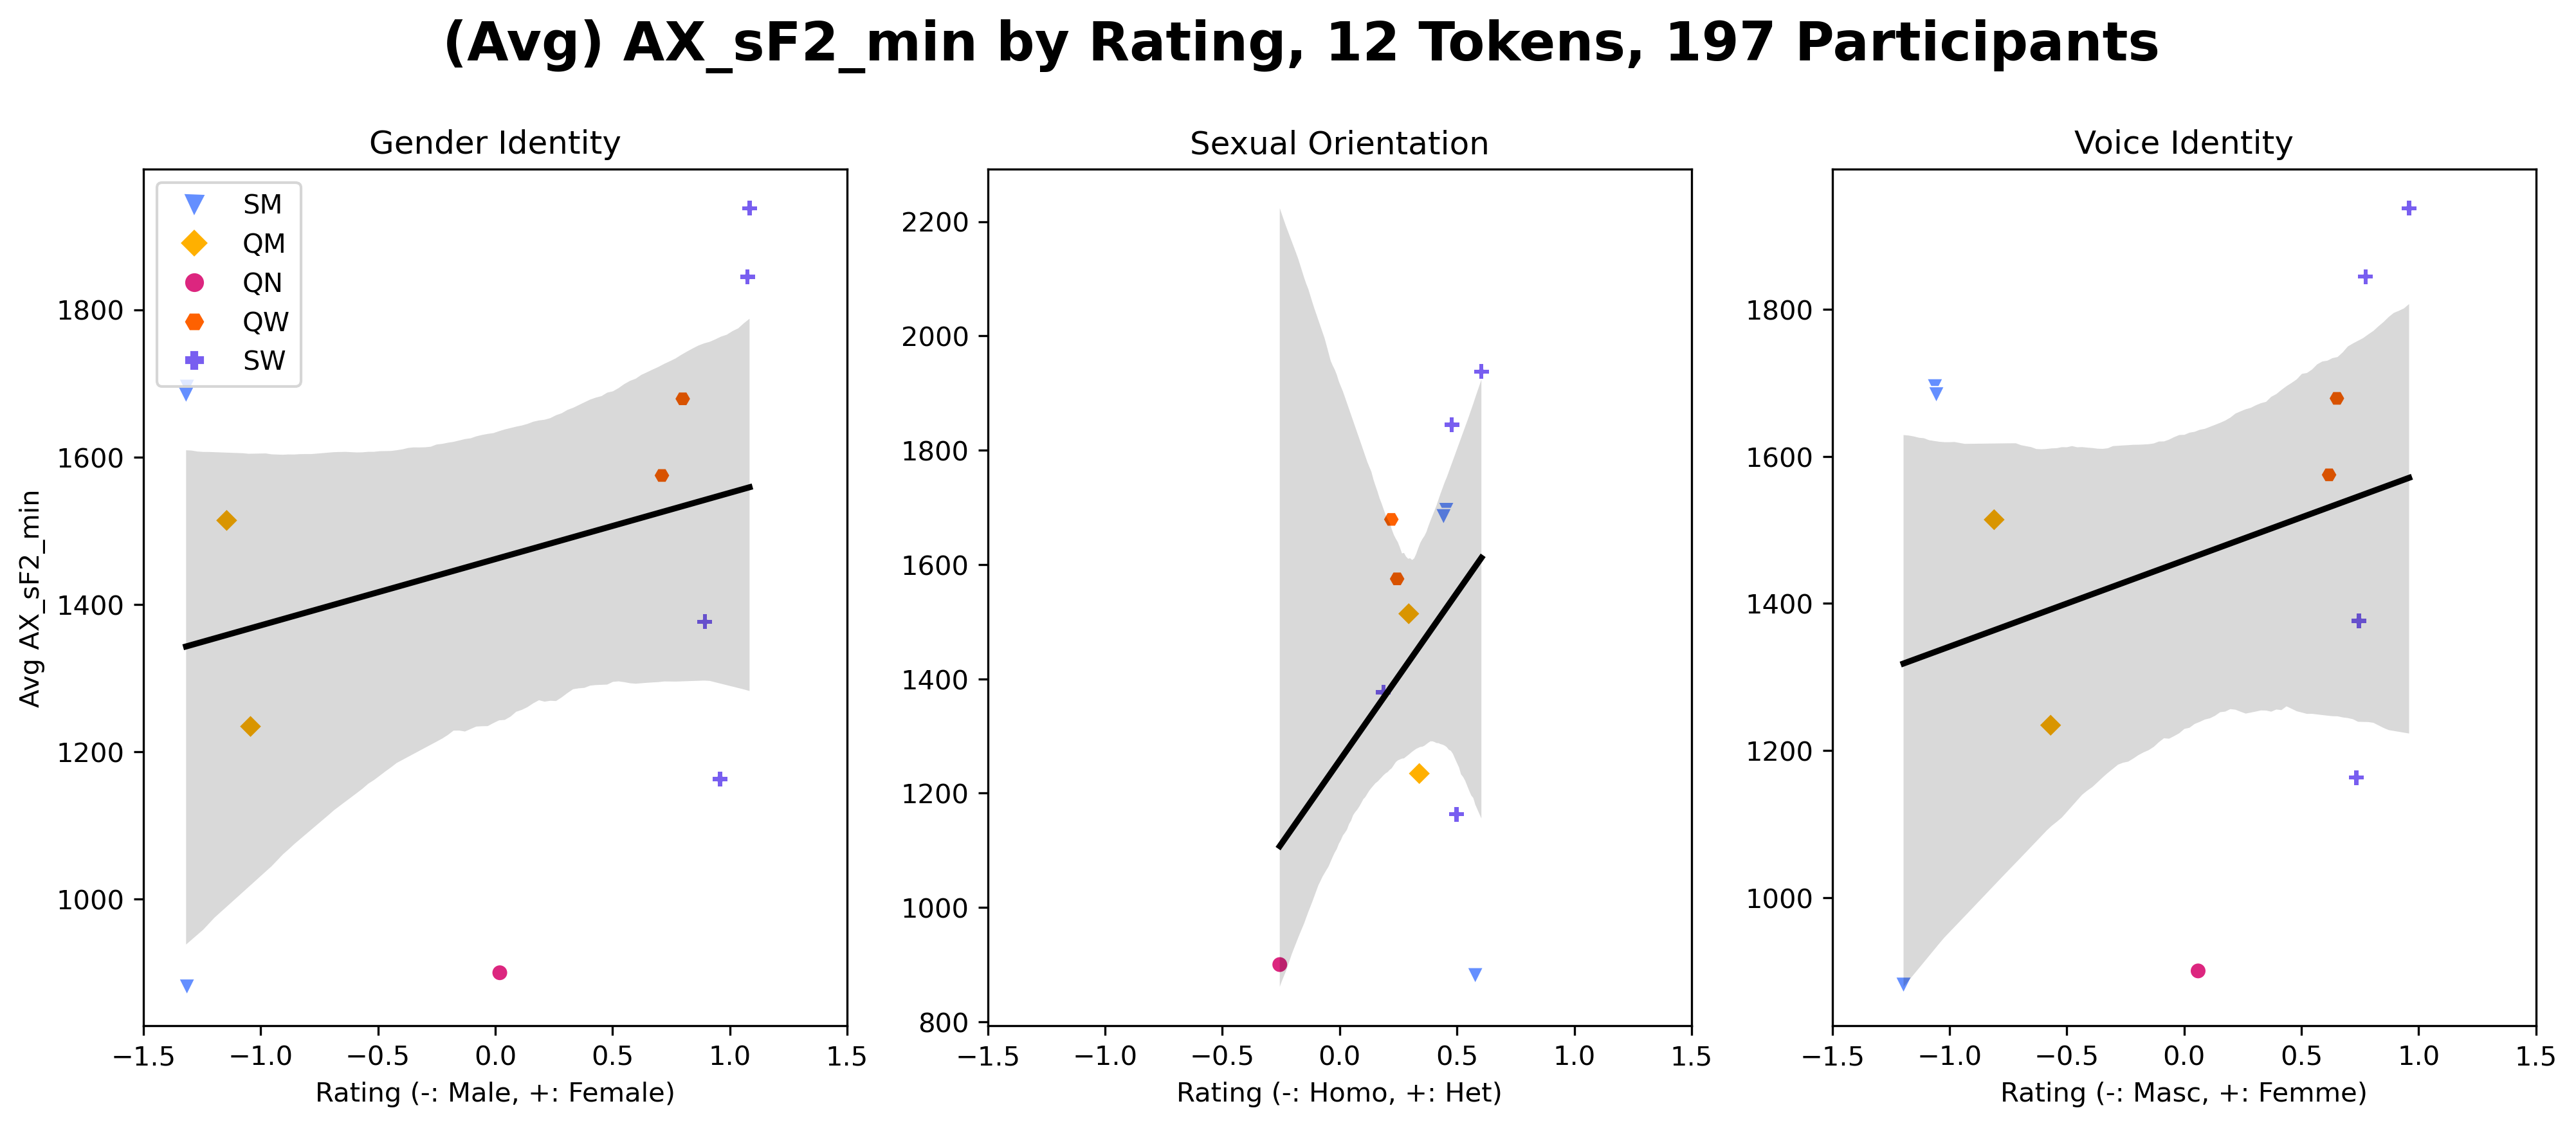 (Avg) AX_sF2_min by Rating, 12 Tokens, 197 Participants
Gender Identity
Sexual Orientation
Voice Identity
SM
QM
QN
QW
SW
Avg AX_sF2_min
1800
1600
1400
1200
1000
−1.5 −1.0 −0.5 0.0 0.5 1.0 1.5
Rating (-: Male, +: Female)
2200
2000
1800
1600
1400
1200
1000
800
−1.5 −1.0 −0.5 0.0 0.5 1.0 1.5
Rating (-: Homo, +: Het)
1800
1600
1400
1200
1000
−1.5 −1.0 −0.5 0.0 0.5 1.0 1.5
Rating (-: Masc, +: Femme)